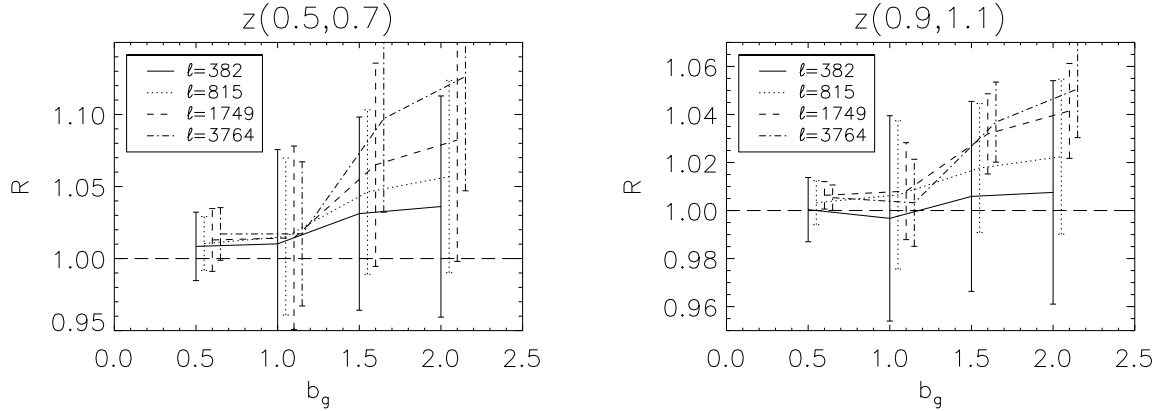 z(0.5,0.7)
ℓ=382
ℓ=815
ℓ=1749
ℓ=3764
1.10
1.05
1.00
0.95
R
0.0 0.5 1.0 1.5 2.0 2.5
b_g
z(0.9,1.1)
ℓ=382
ℓ=815
ℓ=1749
ℓ=3764
1.06
1.04
1.02
1.00
0.98
0.96
R
0.0 0.5 1.0 1.5 2.0 2.5
b_g